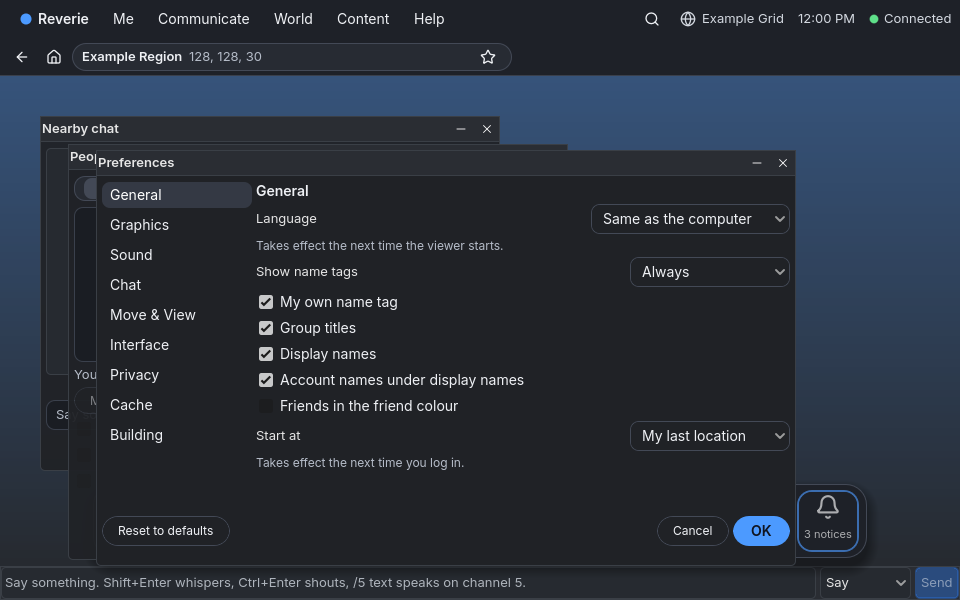 Reverie Me Communicate World Content Help Example Grid 12:00 PM Connected
Example Region 128, 128, 30
Nearby chat
Preferences
General
Graphics
Sound
Chat
Move & View
Interface
Privacy
Cache
Building
General
Language Same as the computer
Takes effect the next time the viewer starts.
Show name tags Always
My own name tag
Group titles
Display names
Account names under display names
Friends in the friend colour
Start at My last location
Takes effect the next time you log in.
Reset to defaults Cancel OK
You
3 notices
Say something. Shift+Enter whispers, Ctrl+Enter shouts, /5 text speaks on channel 5. Say Send